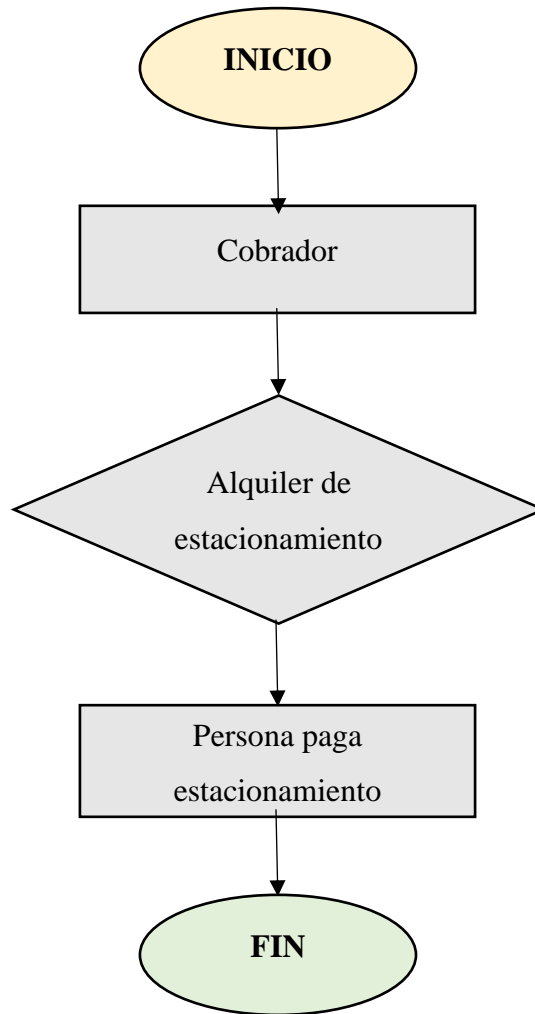 INICIO
Cobrador
Alquiler de
estacionamiento
Persona paga
estacionamiento
FIN